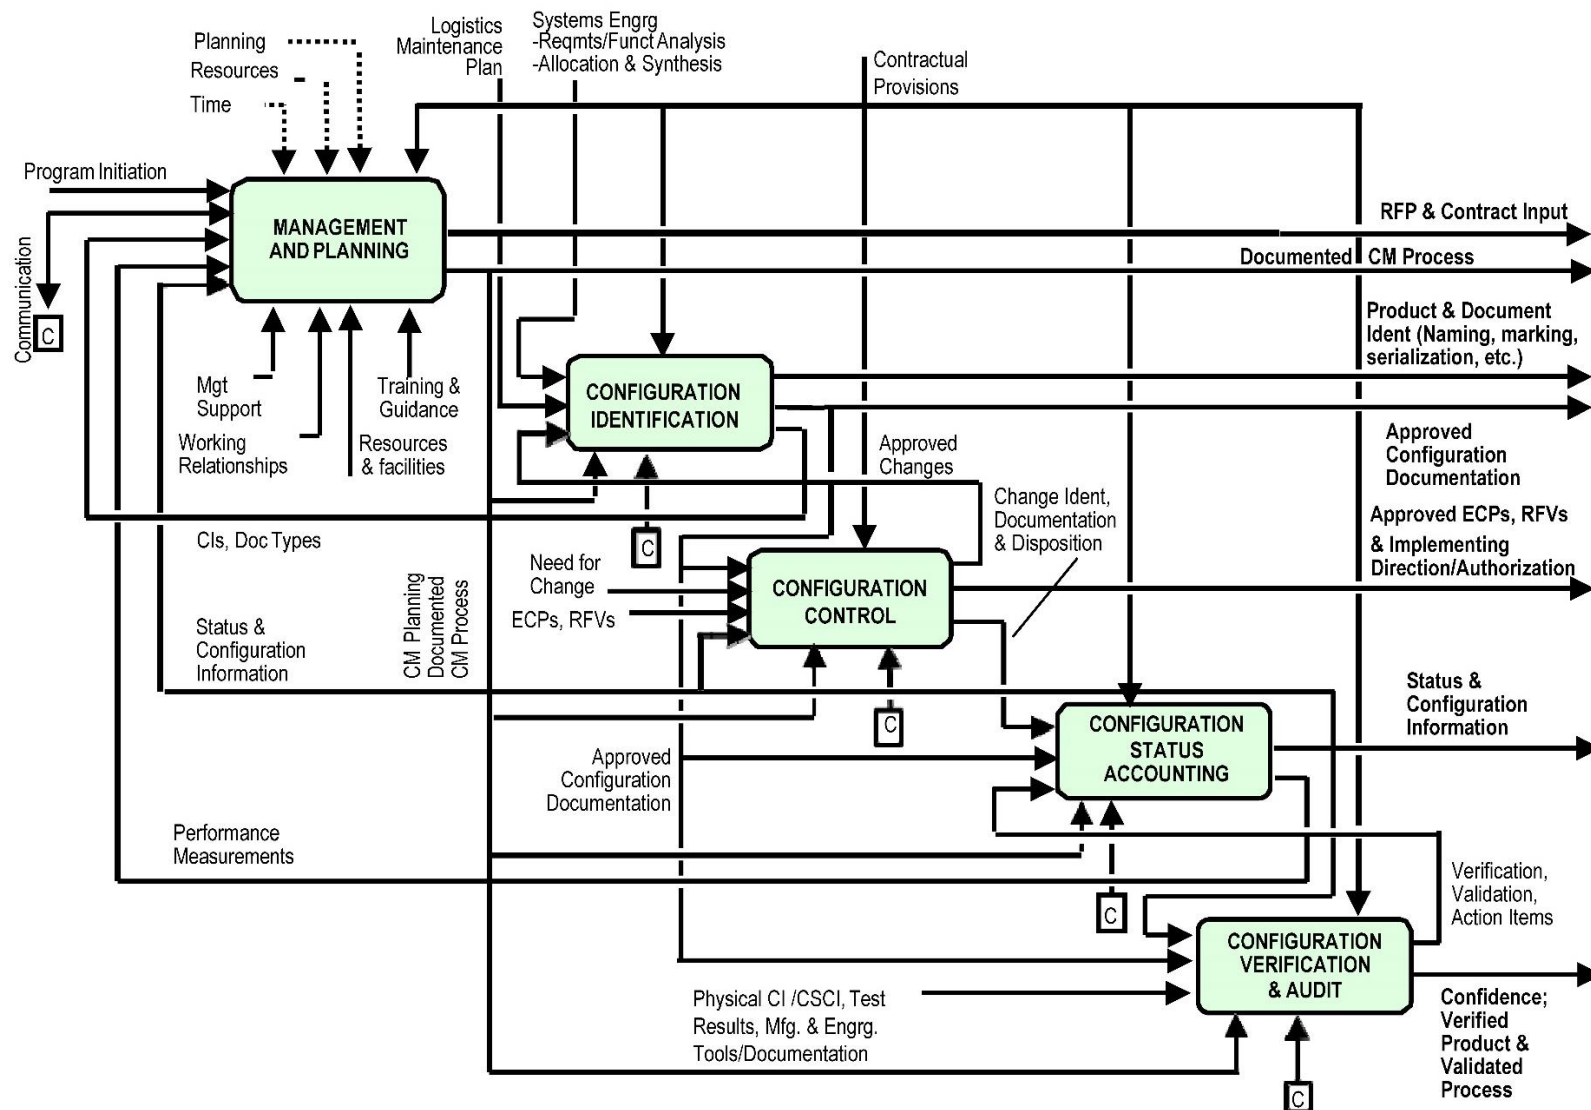 Logistics
Maintenance
Plan
Systems Engrg
-Reqmts/Funct Analysis
-Allocation & Synthesis
Planning
Resources
Time
Contractual
Provisions
Program Initiation
Communication
C
MANAGEMENT
AND PLANNING
RFP & Contract Input
Documented CM Process
Product & Document
Ident (Naming, marking,
serialization, etc.)
Mgt
Support
Training &
Guidance
Working
Relationships
Resources
& facilities
CONFIGURATION
IDENTIFICATION
Approved
Configuration
Documentation
Approved
Changes
CIs, Doc Types
C
Change Ident,
Documentation
& Disposition
Approved ECPs, RFVs
& Implementing
Direction/Authorization
Need for
Change
ECPs, RFVs
CONFIGURATION
CONTROL
Status &
Configuration
Information
CM Planning
Documented
CM Process
C
Status &
Configuration
Information
CONFIGURATION
STATUS
ACCOUNTING
Approved
Configuration
Documentation
Performance
Measurements
C
Verification,
Validation,
Action Items
CONFIGURATION
VERIFICATION
& AUDIT
Physical CI /CSCI, Test
Results, Mfg. & Engrg.
Tools/Documentation
Confidence;
Verified
Product &
Validated
Process
C